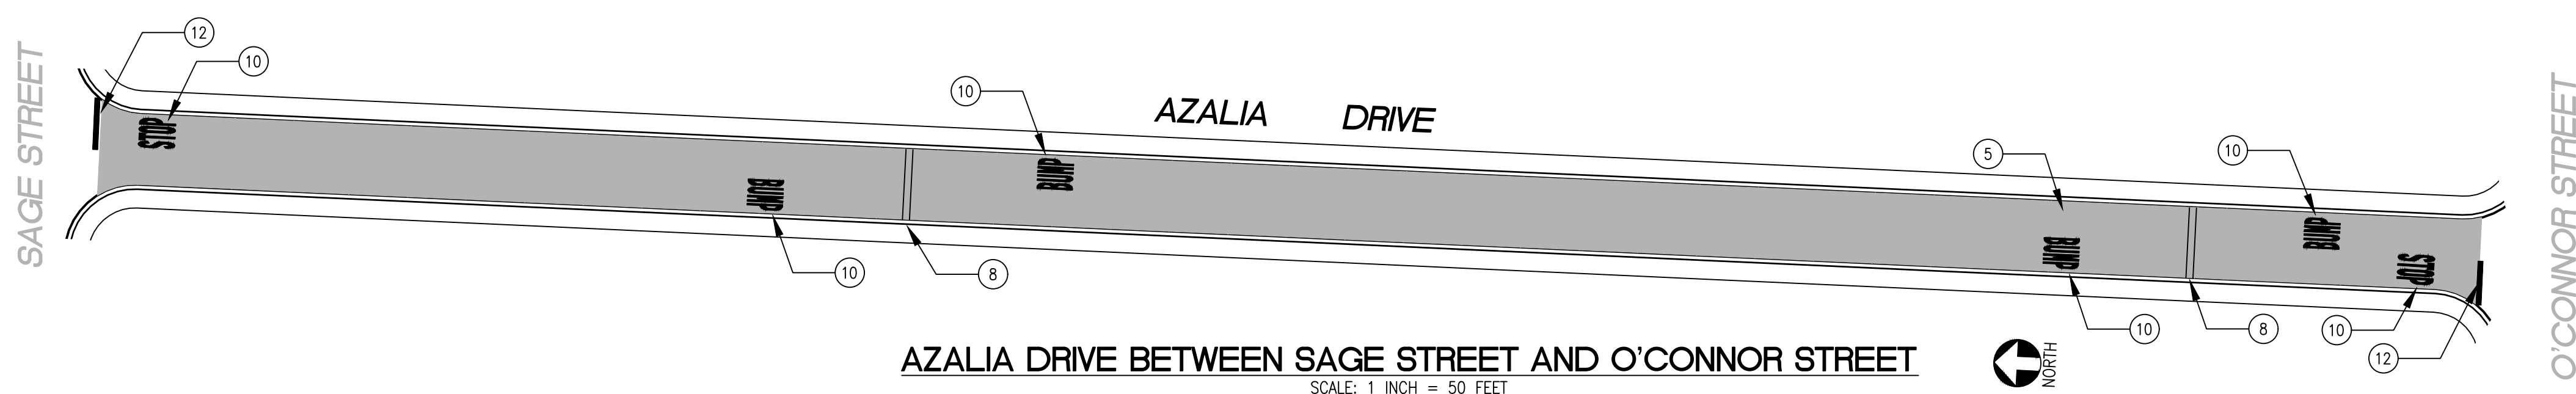 SAGE STREET
12
10
STOP
10
AZALIA DRIVE
BUMP
5
10
BUMP
BUMP
BUMP
STOP
10
8
10
8
10
12
O'CONNOR STREET
AZALIA DRIVE BETWEEN SAGE STREET AND O'CONNOR STREET
SCALE: 1 INCH = 50 FEET
NORTH